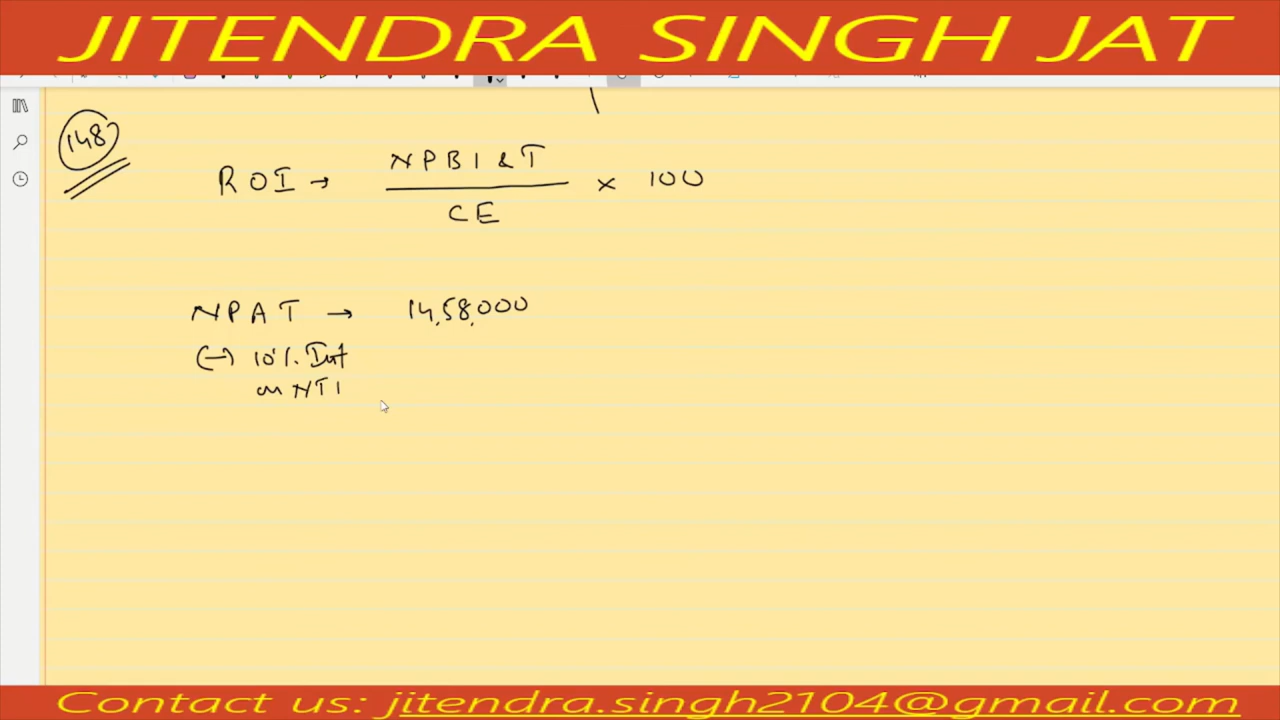 JITENDRA SINGH JAT
148
ROI → NPBI & T / CE × 100
NPAT → 14,58,000
(-) 10% Int
on NTI
Contact us: jitendra.singh2104@gmail.com